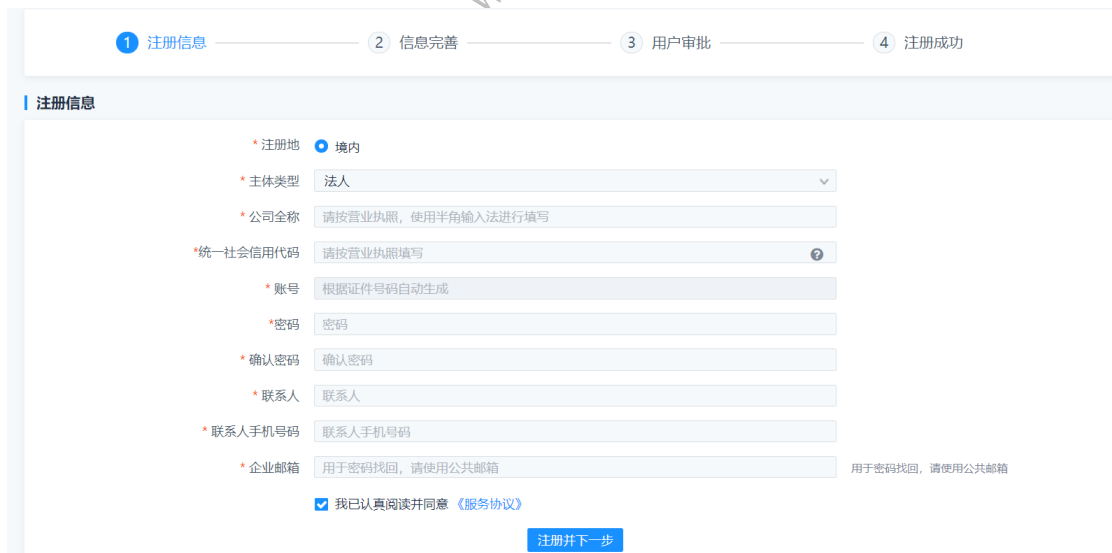 1 注册信息 2 信息完善 3 用户审批 4 注册成功
注册信息
* 注册地 境内
* 主体类型 法人
* 公司全称 请按营业执照，使用半角输入法进行填写
*统一社会信用代码 请按营业执照填写 ?
* 账号 根据证件号码自动生成
*密码 密码
* 确认密码 确认密码
* 联系人 联系人
* 联系人手机号码 联系人手机号码
* 企业邮箱 用于密码找回，请使用公共邮箱 用于密码找回，请使用公共邮箱
我已认真阅读并同意 《服务协议》
注册并下一步